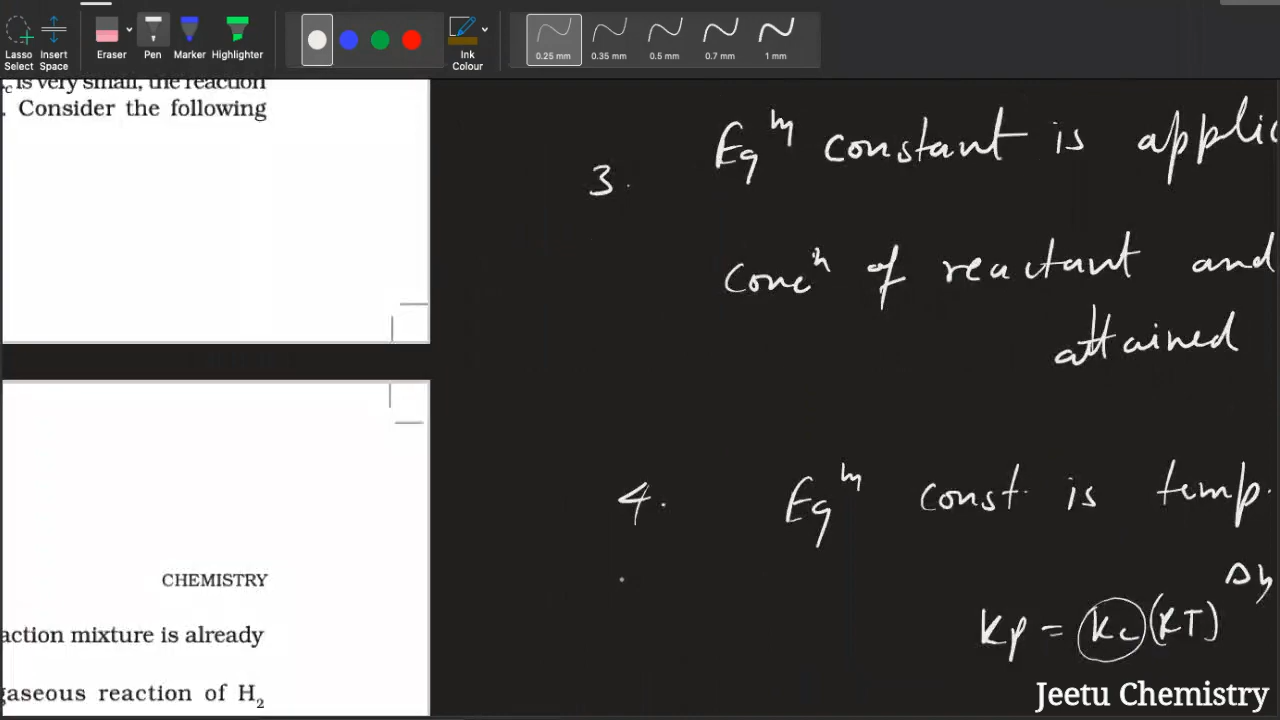 Lasso Select
Insert Space
Eraser
Pen
Marker
Highlighter
Ink Colour
0.25 mm
0.35 mm
0.5 mm
0.7 mm
1 mm
c is very small, the reaction
. Consider the following
3. Eqᵐ constant is applic
concⁿ of reactant and
attained
4. Eqᵐ const. is temp.
Kp = Kc (RT) Δη
CHEMISTRY
action mixture is already
gaseous reaction of H₂
Jeetu Chemistry